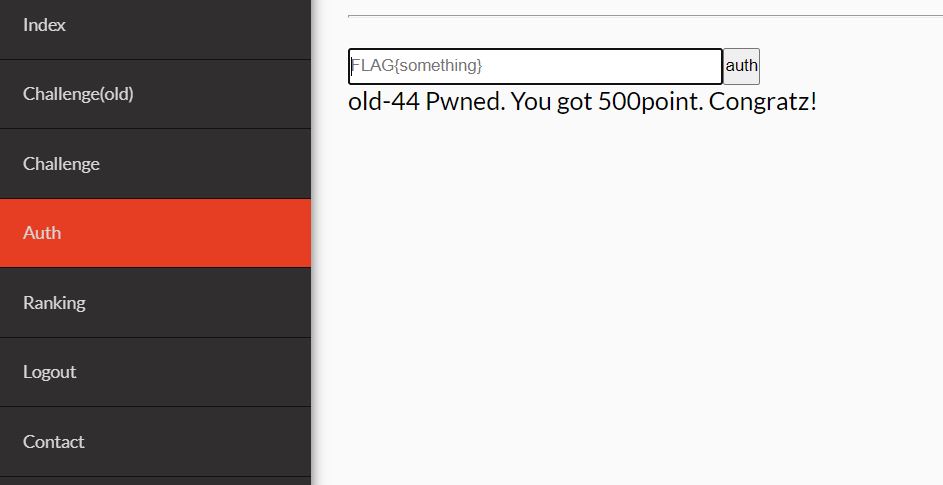 Index
Challenge(old)
Challenge
Auth
Ranking
Logout
Contact
FLAG{something}
auth
old-44 Pwned. You got 500point. Congratz!